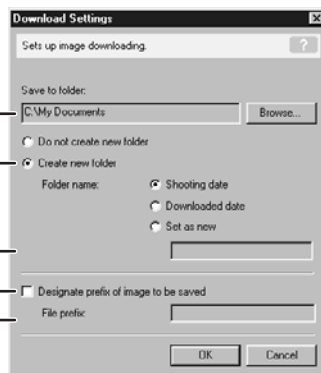 Download Settings
Sets up image downloading.
?
Save to folder:
C:\My Documents
Browse...
Do not create new folder
Create new folder
Folder name:
Shooting date
Downloaded date
Set as new
Designate prefix of image to be saved
File prefix:
OK
Cancel